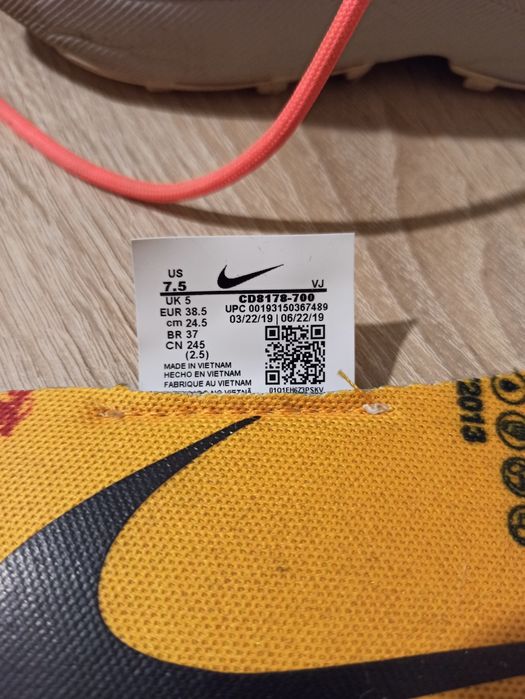 US
7.5
VJ
UK 5
EUR 38.5
cm 24.5
BR 37
CN 245
(2.5)
CD8178-700
UPC 00193150367489
03/22/19 | 06/22/19
MADE IN VIETNAM
HECHO EN VIETNAM
FABRIQUE AU VIETNAM
2013